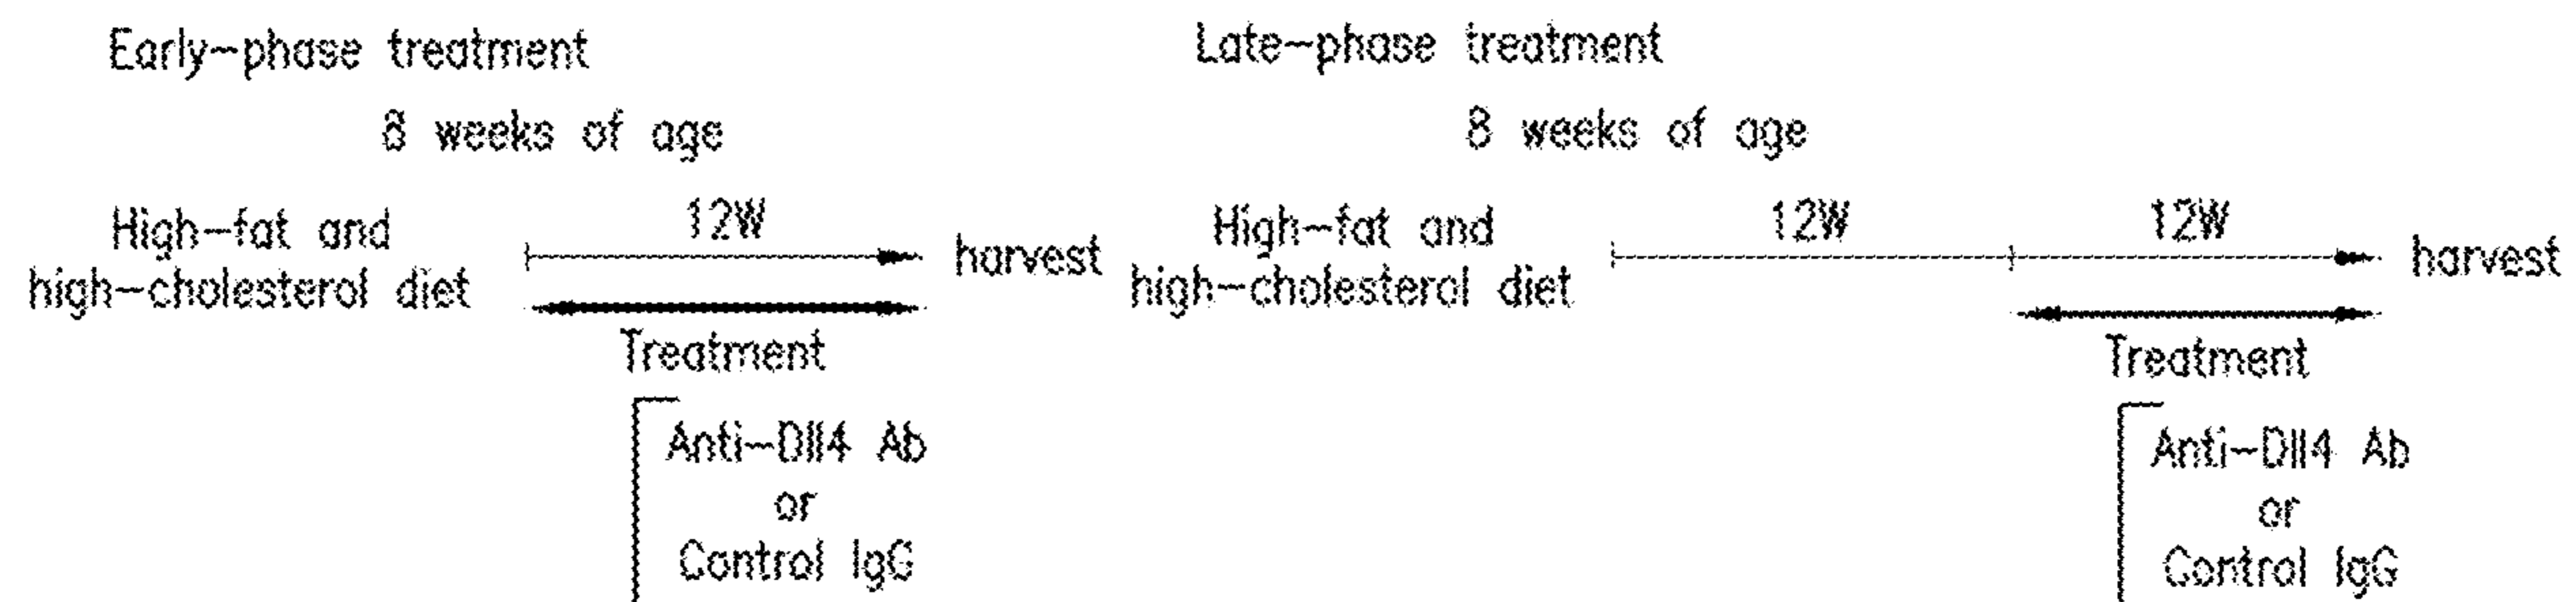 Early-phase treatment
8 weeks of age
High-fat and
high-cholesterol diet
12W
harvest
Treatment
Anti-Dll4 Ab
or
Control IgG
Late-phase treatment
8 weeks of age
High-fat and
high-cholesterol diet
12W
12W
harvest
Treatment
Anti-Dll4 Ab
or
Control IgG